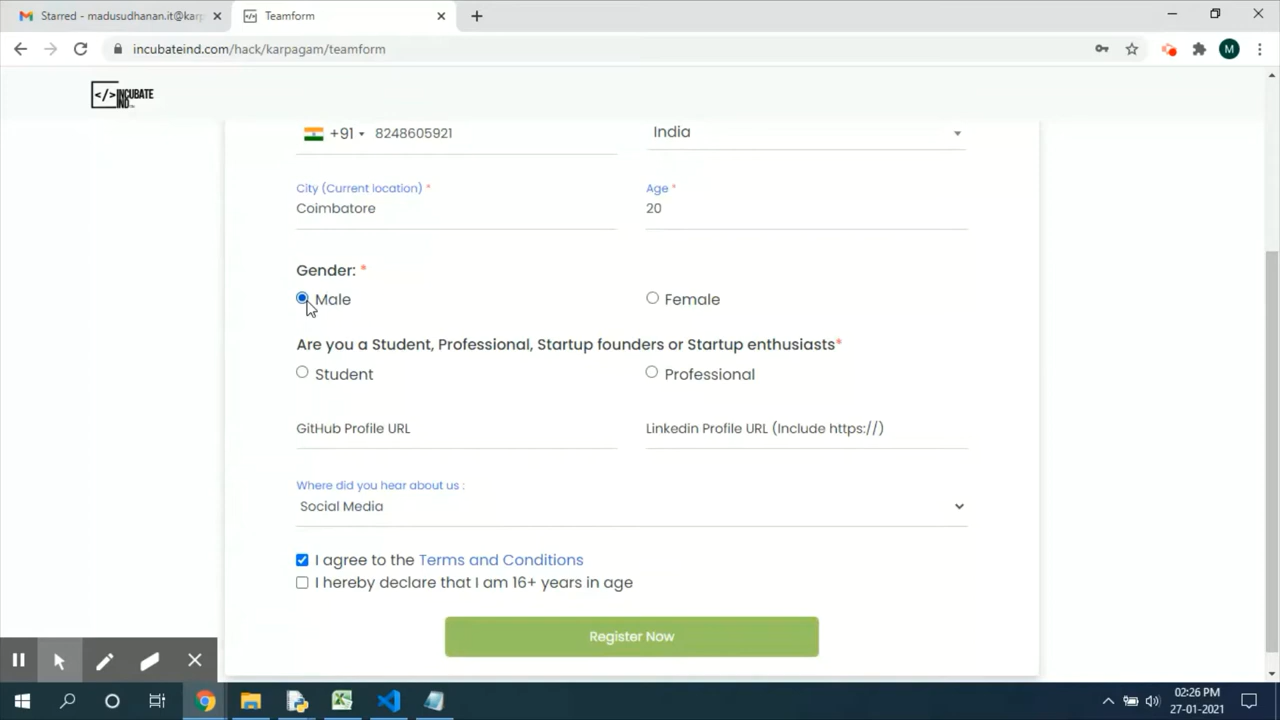 Starred - madusudhanan.it@karp
Teamform
incubateind.com/hack/karpagam/teamform
M
</>INCUBATE IND
+91 8248605921
India
City (Current location) *
Coimbatore
Age *
20
Gender: *
Male
Female
Are you a Student, Professional, Startup founders or Startup enthusiasts*
Student
Professional
GitHub Profile URL
Linkedin Profile URL (Include https://)
Where did you hear about us :
Social Media
I agree to the Terms and Conditions
I hereby declare that I am 16+ years in age
Register Now
02:26 PM
27-01-2021